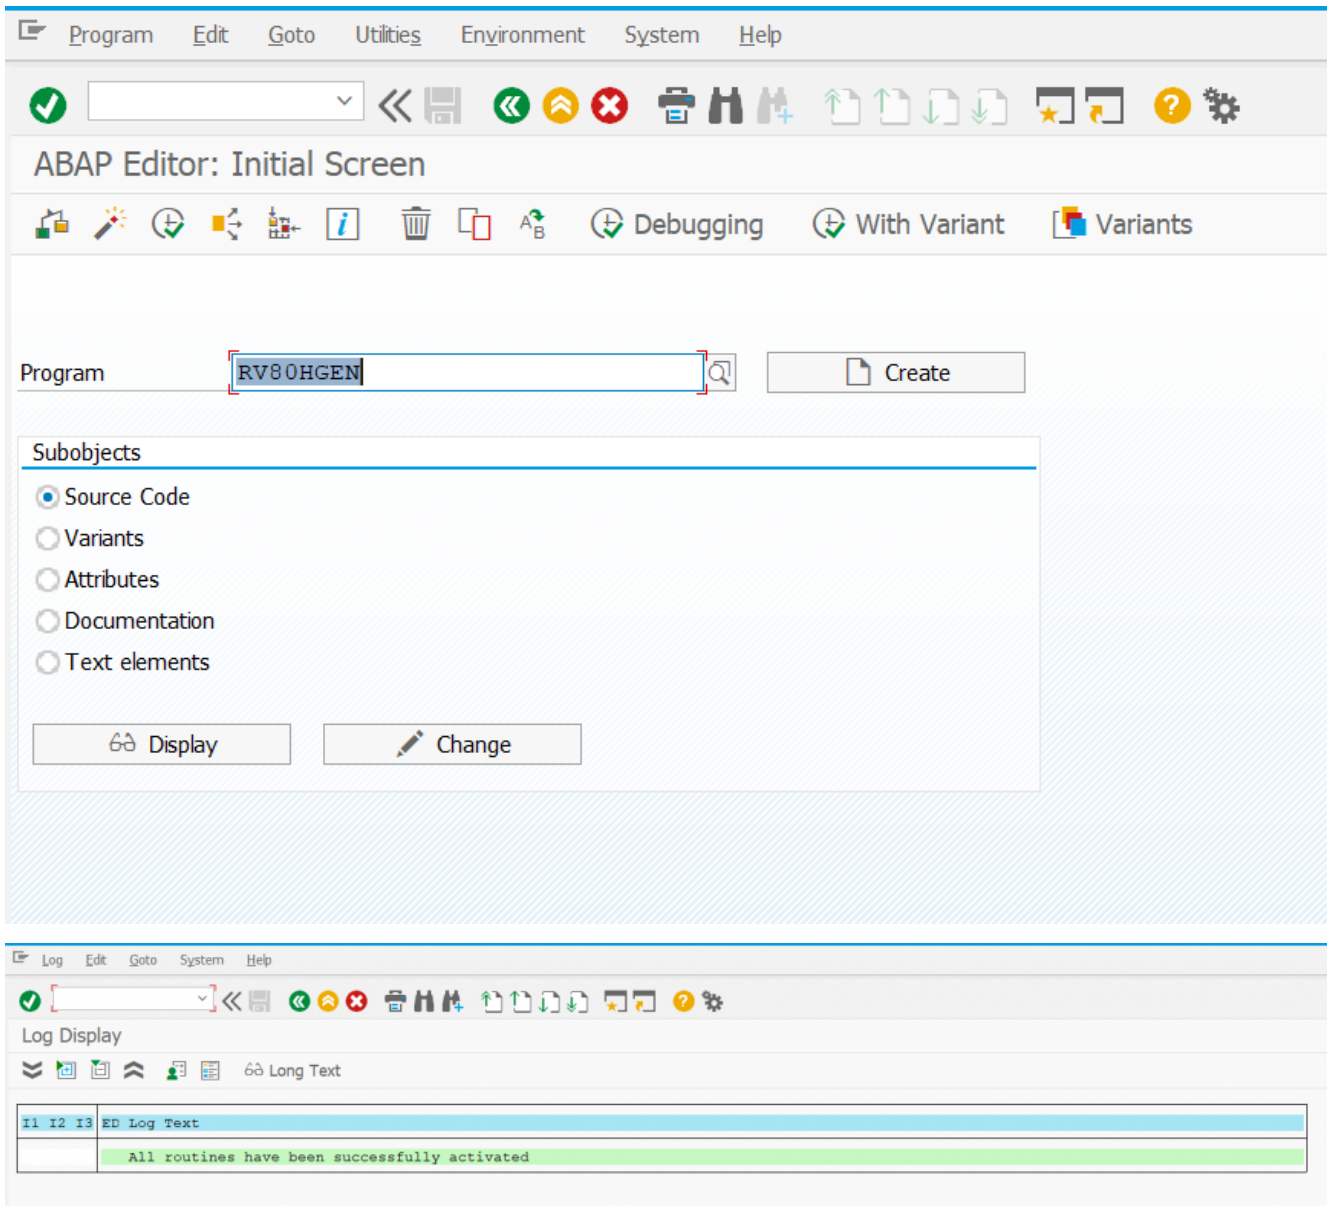 Program Edit Goto Utilities Environment System Help
ABAP Editor: Initial Screen
Debugging With Variant Variants
Program RV80HGEN Create
Subobjects
Source Code
Variants
Attributes
Documentation
Text elements
Display Change
Log Edit Goto System Help
Log Display
Long Text
I1 I2 I3 ED Log Text
All routines have been successfully activated